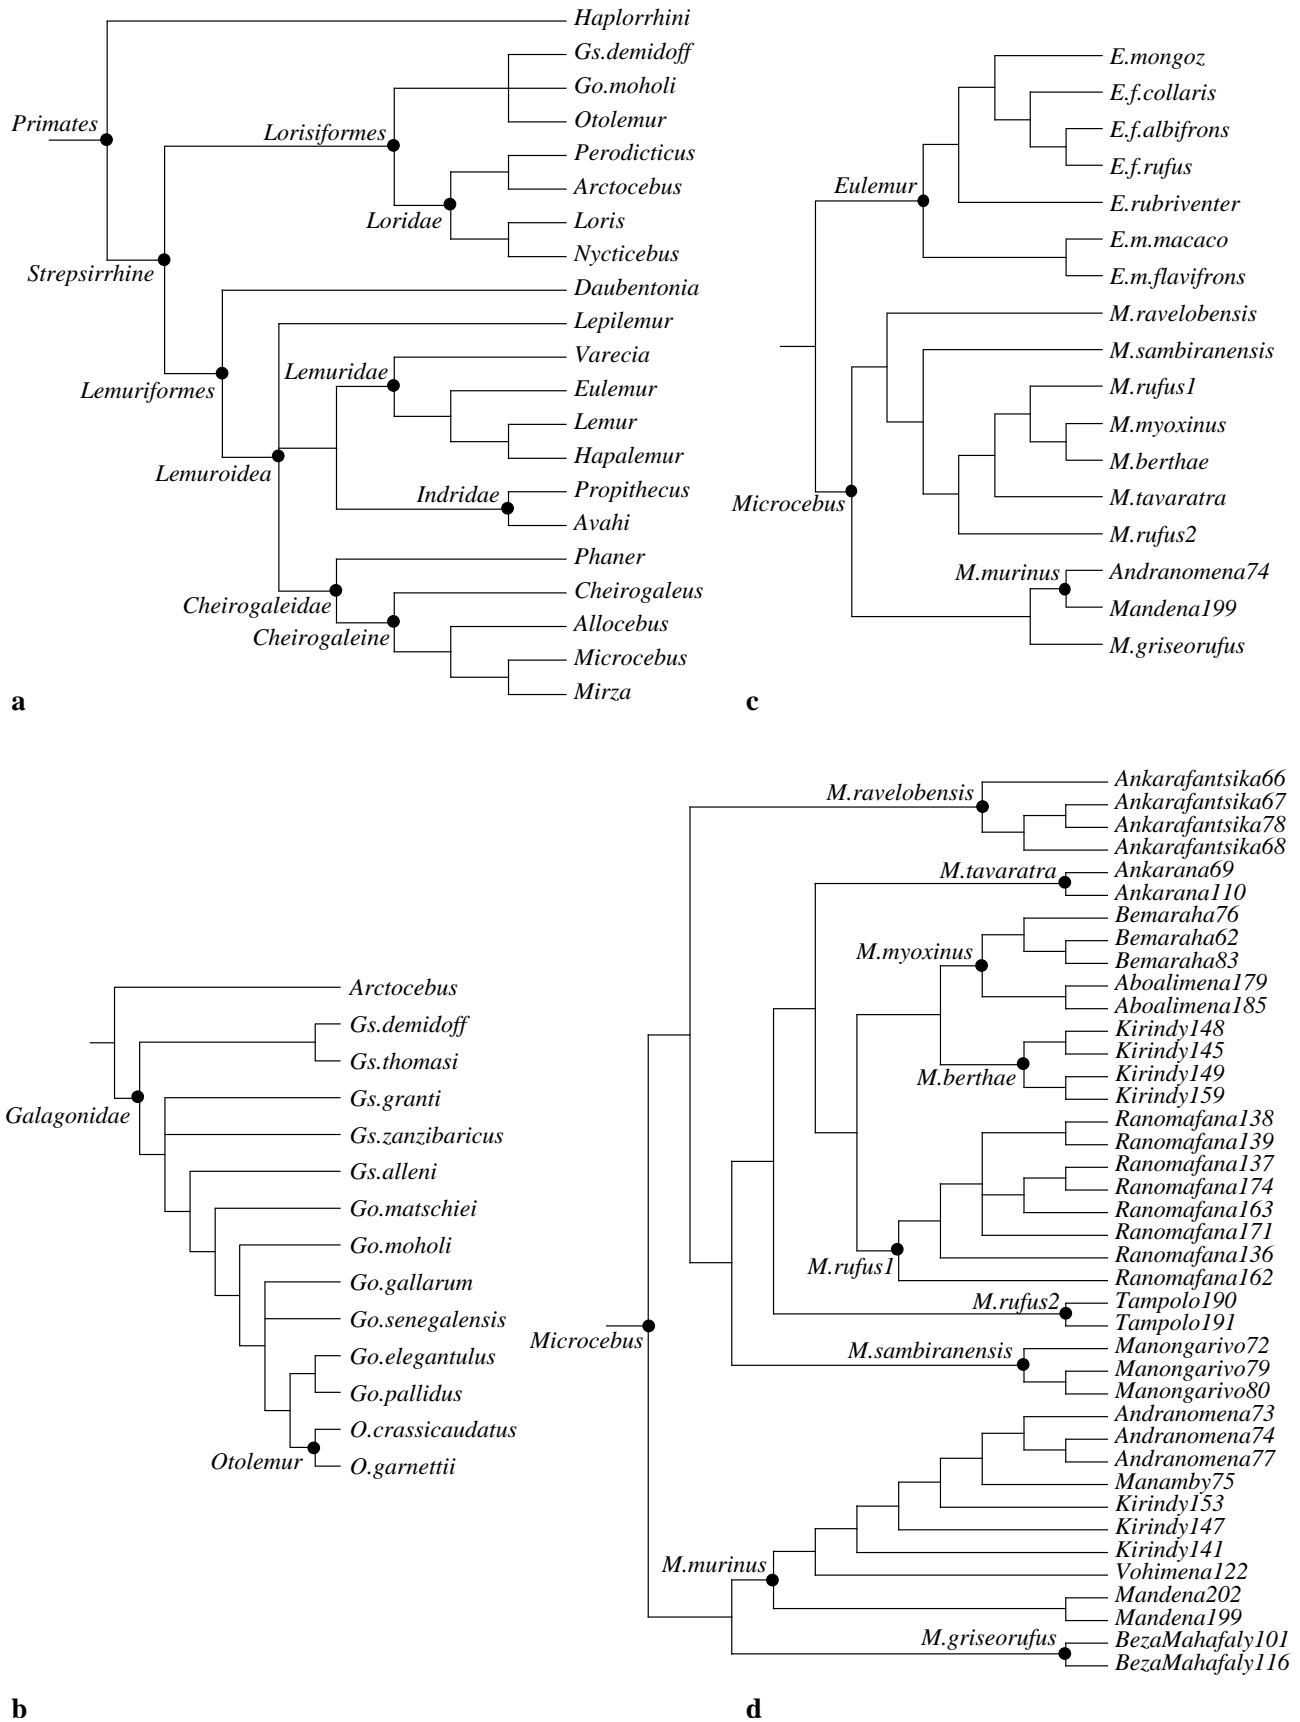 Haplorrhini
Gs.demidoff
Go.moholi
Otolemur
Primates
Lorisiformes
Perodicticus
Arctocebus
Loridae
Loris
Nycticebus
Strepsirrhine
Daubentonia
Lepilemur
Varecia
Lemuridae
Eulemur
Lemuriformes
Lemur
Hapalemur
Lemuroidea
Indridae
Propithecus
Avahi
Phaner
Cheirogaleidae
Cheirogaleus
Cheirogaleine
Allocebus
Microcebus
Mirza
a
E.mongoz
E.f.collaris
E.f.albifrons
E.f.rufus
Eulemur
E.rubriventer
E.m.macaco
E.m.flavifrons
M.ravelobensis
M.sambiranensis
M.rufus1
M.myoxinus
M.berthae
Microcebus
M.tavaratra
M.rufus2
M.murinus
Andranomena74
Mandena199
M.griseorufus
c
Arctocebus
Gs.demidoff
Gs.thomasi
Galagonidae
Gs.granti
Gs.zanzibaricus
Gs.alleni
Go.matschiei
Go.moholi
Go.gallarum
Go.senegalensis
Go.elegantulus
Go.pallidus
O.crassicaudatus
Otolemur
O.garnettii
b
M.ravelobensis
Ankarafantsika66
Ankarafantsika67
Ankarafantsika78
Ankarafantsika68
M.tavaratra
Ankarana69
Ankarana110
Bemaraha76
M.myoxinus
Bemaraha62
Bemaraha83
Aboalimena179
Aboalimena185
Kirindy148
Kirindy145
M.berthae
Kirindy149
Kirindy159
Ranomafana138
Ranomafana139
Ranomafana137
Ranomafana174
Ranomafana163
Ranomafana171
M.rufus1
Ranomafana136
Ranomafana162
M.rufus2
Tampolo190
Tampolo191
Microcebus
M.sambiranensis
Manongarivo72
Manongarivo79
Manongarivo80
Andranomena73
Andranomena74
Andranomena77
Manamby75
Kirindy153
Kirindy147
Kirindy141
M.murinus
Vohimena122
Mandena202
Mandena199
M.griseorufus
BezaMahafaly101
BezaMahafaly116
d